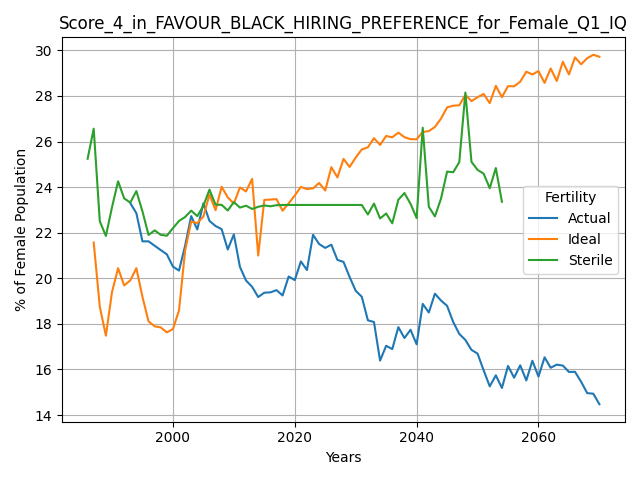 Score_4_in_FAVOUR_BLACK_HIRING_PREFERENCE_for_Female_Q1_IQ
% of Female Population
30
28
26
24
22
20
18
16
14
Fertility
Actual
Ideal
Sterile
2000
2020
2040
2060
Years